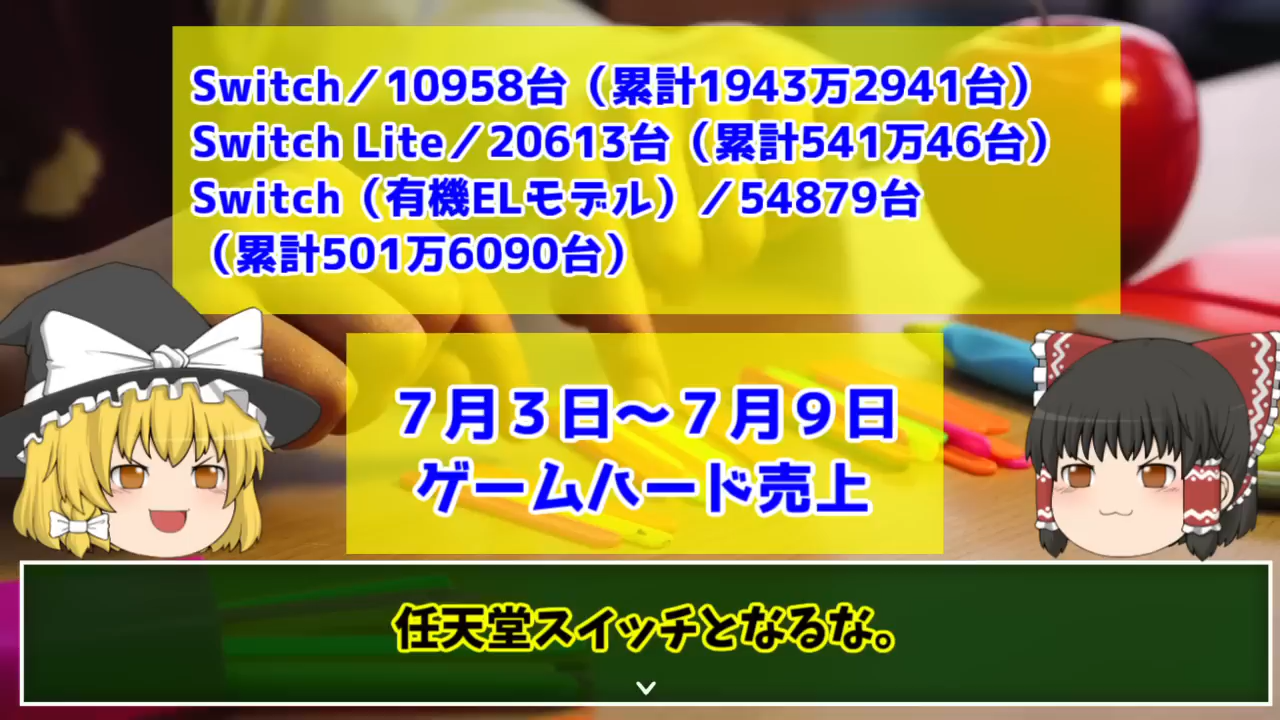 Switch／10958台（累計1943万2941台）
Switch Lite／20613台（累計541万46台）
Switch（有機ELモデル）／54879台
（累計501万6090台）
７月３日～７月９日
ゲームハード売上
任天堂スイッチとなるな。